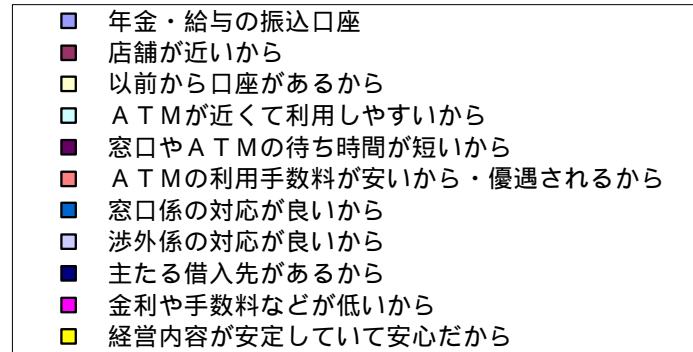 年金・給与の振込口座
店舗が近いから
以前から口座があるから
ＡＴＭが近くて利用しやすいから
窓口やＡＴＭの待ち時間が短いから
ＡＴＭの利用手数料が安いから・優遇されるから
窓口係の対応が良いから
渉外係の対応が良いから
主たる借入先があるから
金利や手数料などが低いから
経営内容が安定していて安心だから